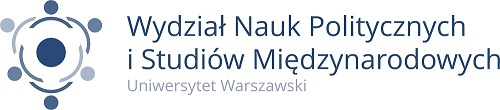 Wydział Nauk Politycznych
i Studiów Międzynarodowych
Uniwersytet Warszawski